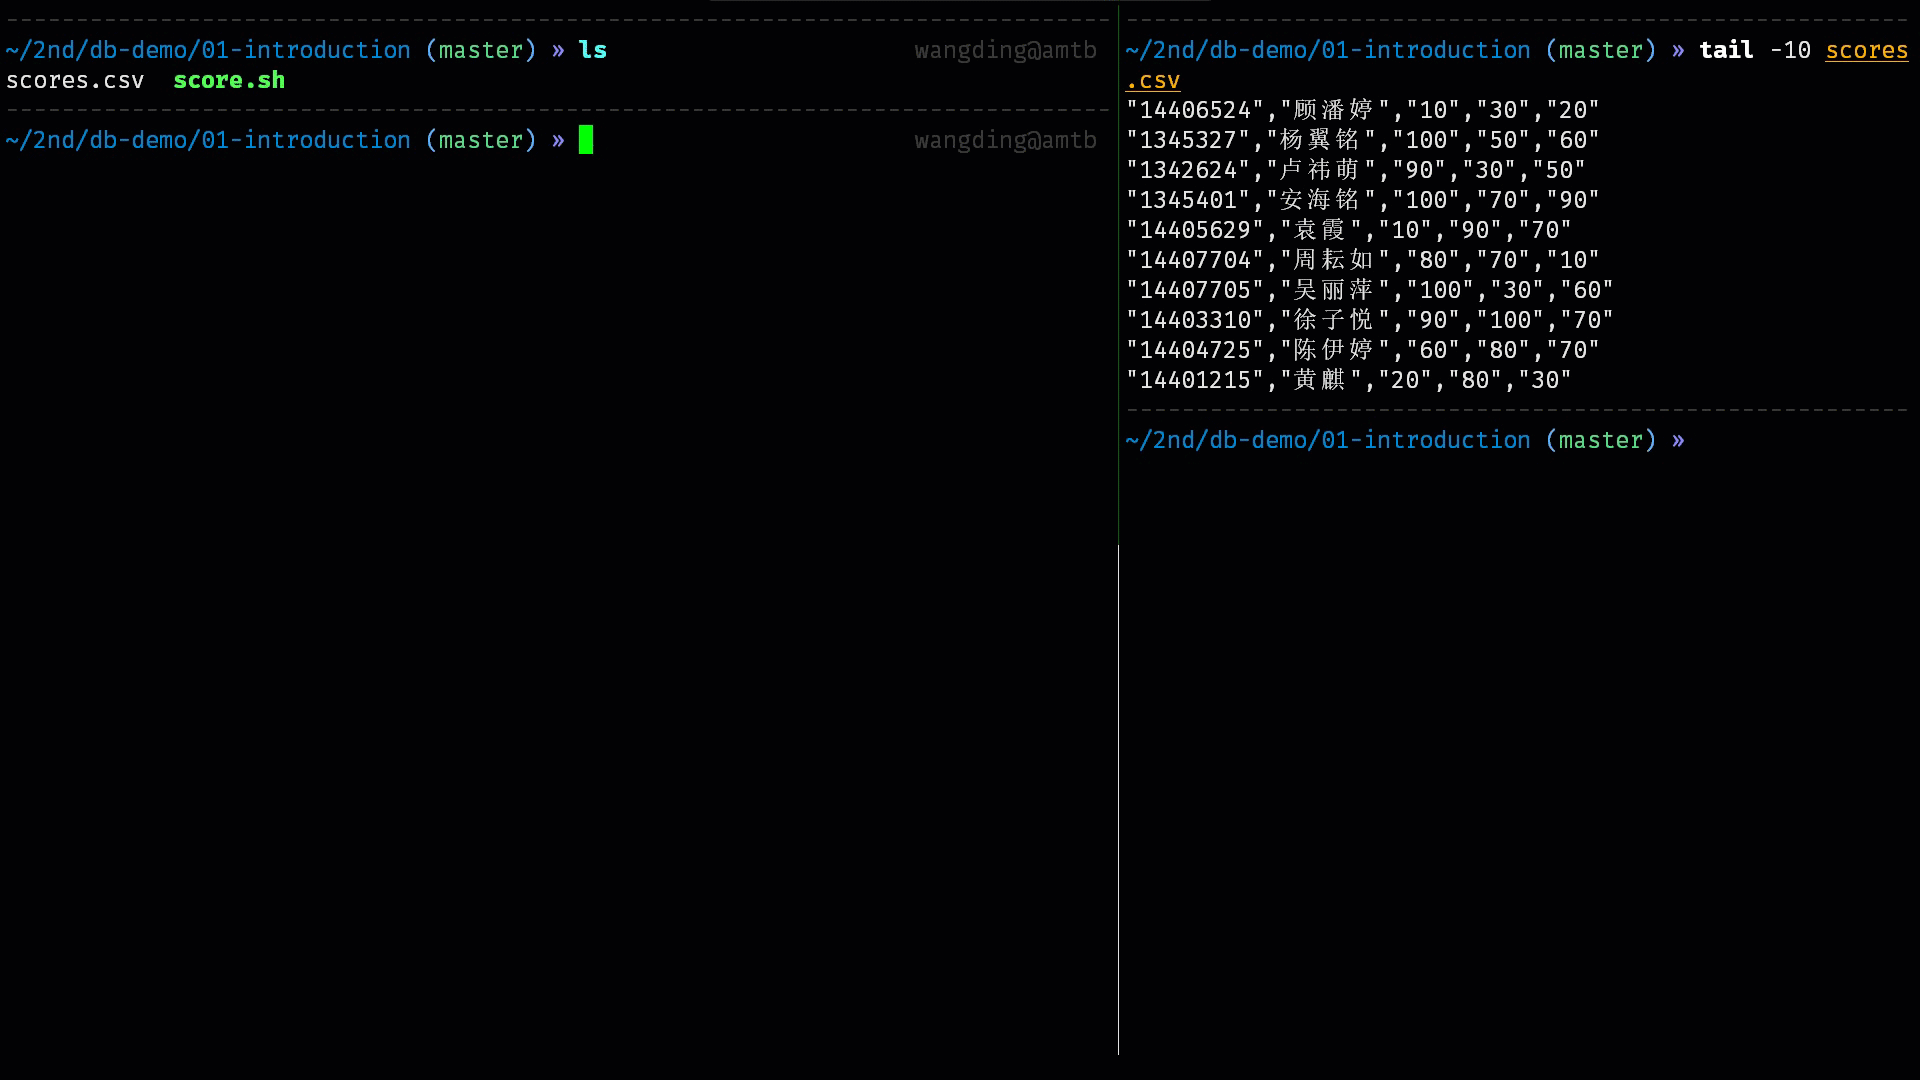 ~/2nd/db-demo/01-introduction (master) » ls wangding@amtb
scores.csv score.sh
~/2nd/db-demo/01-introduction (master) » wangding@amtb
~/2nd/db-demo/01-introduction (master) » tail -10 scores
.csv
"14406524","顾潘婷","10","30","20"
"1345327","杨翼铭","100","50","60"
"1342624","卢祎萌","90","30","50"
"1345401","安海铭","100","70","90"
"14405629","袁霞","10","90","70"
"14407704","周耘如","80","70","10"
"14407705","吴丽萍","100","30","60"
"14403310","徐子悦","90","100","70"
"14404725","陈伊婷","60","80","70"
"14401215","黄麒","20","80","30"
~/2nd/db-demo/01-introduction (master) »